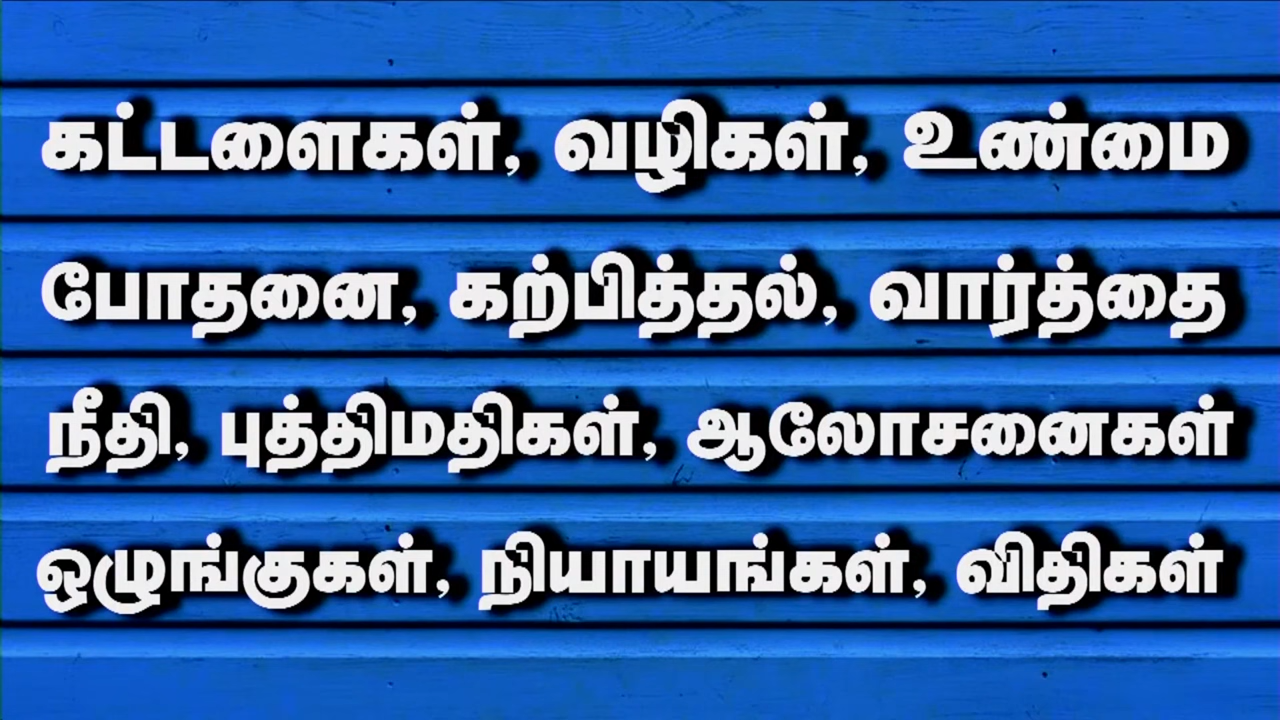 கட்டளைகள், வழிகள், உண்மை
போதனை, கற்பித்தல், வார்த்தை
நீதி, புத்திமதிகள், ஆலோசனைகள்
ஒழுங்குகள், நியாயங்கள், விதிகள்